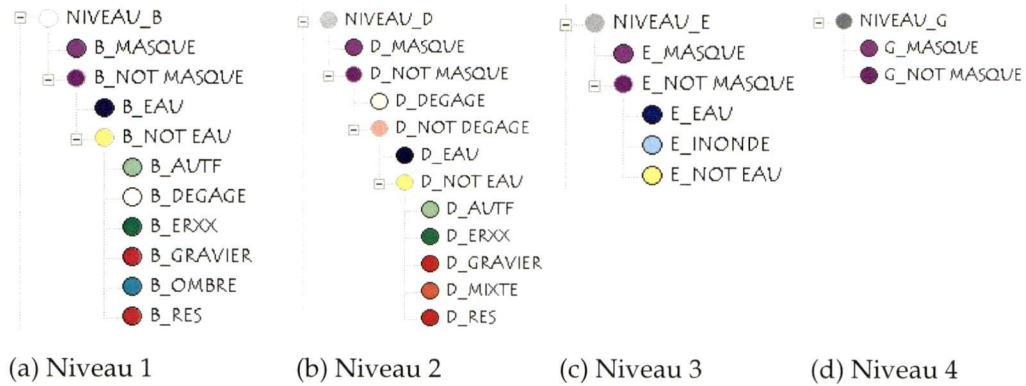 NIVEAU_B
B_MASQUE
B_NOT MASQUE
B_EAU
B_NOT EAU
B_AUTF
B_DEGAGE
B_ERXX
B_GRAVIER
B_OMBRE
B_RES
(a) Niveau 1
NIVEAU_D
D_MASQUE
D_NOT MASQUE
D_DEGAGE
D_NOT DEGAGE
D_EAU
D_NOT EAU
D_AUTF
D_ERXX
D_GRAVIER
D_MIXTE
D_RES
(b) Niveau 2
NIVEAU_E
E_MASQUE
E_NOT MASQUE
E_EAU
E_INONDE
E_NOT EAU
(c) Niveau 3
NIVEAU_G
G_MASQUE
G_NOT MASQUE
(d) Niveau 4